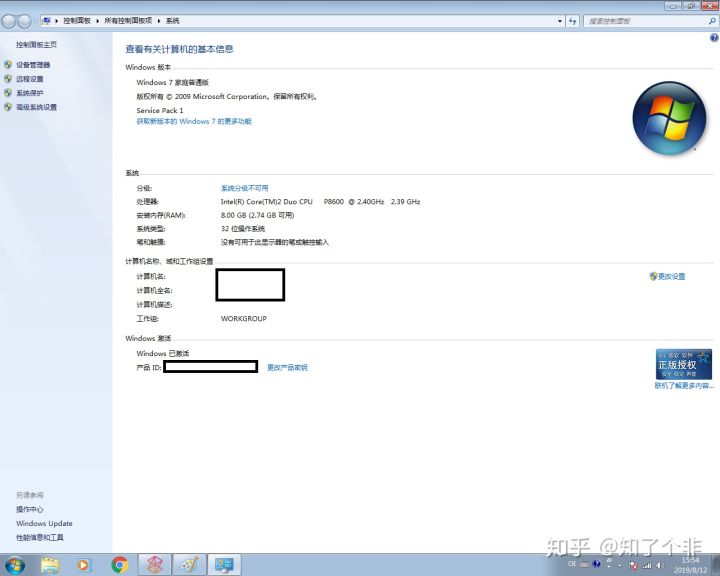 控制面板 ▸ 所有控制面板项 ▸ 系统
搜索控制面板
控制面板主页
设备管理器
远程设置
系统保护
高级系统设置
查看有关计算机的基本信息
Windows 版本
Windows 7 家庭普通版
版权所有 © 2009 Microsoft Corporation。保留所有权利。
Service Pack 1
获取新版本的 Windows 7 的更多功能
系统
分级: 系统分级不可用
处理器: Intel(R) Core(TM)2 Duo CPU P8600 @ 2.40GHz 2.39 GHz
安装内存(RAM): 8.00 GB (2.74 GB 可用)
系统类型: 32 位操作系统
笔和触摸: 没有可用于此显示器的笔或触控输入
计算机名称、域和工作组设置
计算机名:
更改设置
计算机全名:
计算机描述:
工作组: WORKGROUP
Windows 激活
Windows 已激活
产品 ID: 更改产品密钥
微软 软件
正版授权
安全 稳定 声誉
联机了解更多内容...
另请参阅
操作中心
Windows Update
性能信息和工具
知乎 @知了个非
CH
15:54
2019/8/12